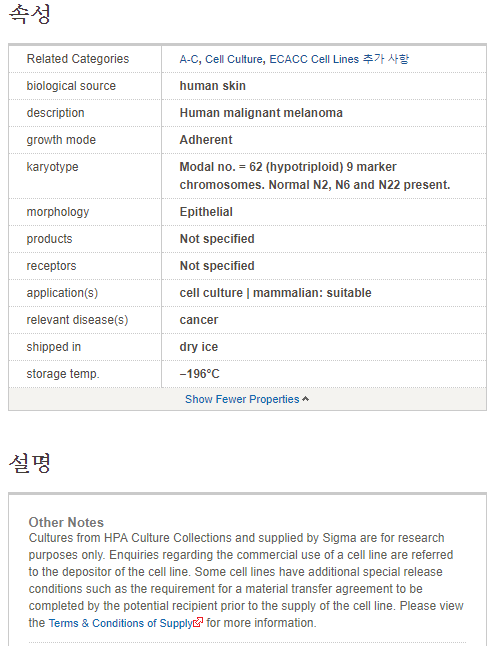 속성
Related Categories A-C, Cell Culture, ECACC Cell Lines 추가 사항
biological source human skin
description Human malignant melanoma
growth mode Adherent
karyotype Modal no. = 62 (hypotriploid) 9 marker
chromosomes. Normal N2, N6 and N22 present.
morphology Epithelial
products Not specified
receptors Not specified
application(s) cell culture | mammalian: suitable
relevant disease(s) cancer
shipped in dry ice
storage temp. −196°C
Show Fewer Properties
설명
Other Notes
Cultures from HPA Culture Collections and supplied by Sigma are for research
purposes only. Enquiries regarding the commercial use of a cell line are referred
to the depositor of the cell line. Some cell lines have additional special release
conditions such as the requirement for a material transfer agreement to be
completed by the potential recipient prior to the supply of the cell line. Please view
the Terms & Conditions of Supply for more information.